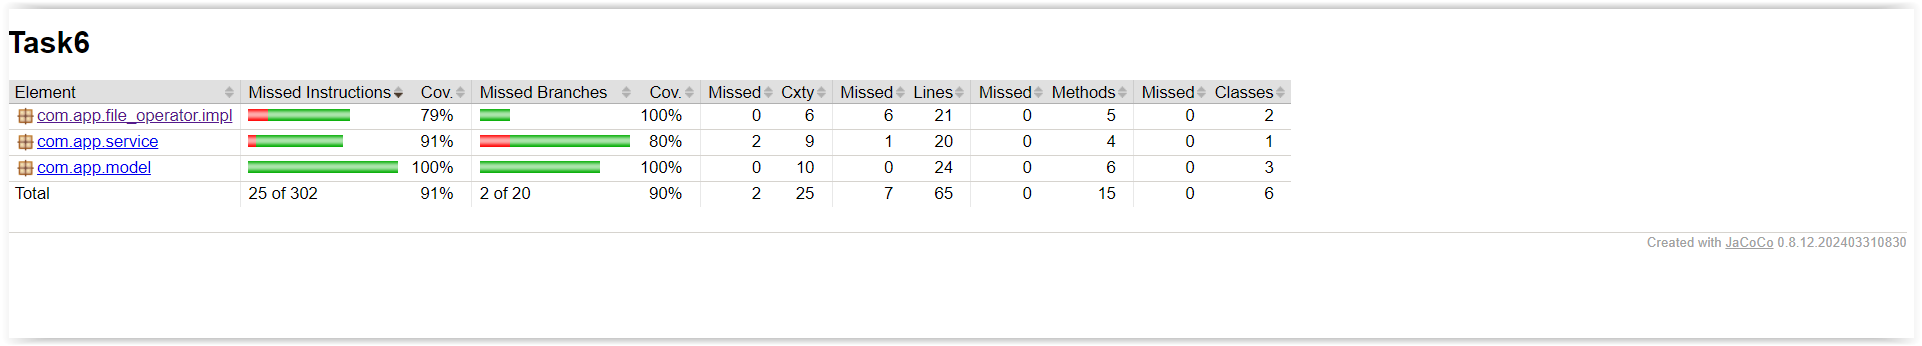 Task6
Element Missed Instructions Cov. Missed Branches Cov. Missed Cxty Missed Lines Missed Methods Missed Classes
com.app.file_operator.impl 79% 100% 0 6 6 21 0 5 0 2
com.app.service 91% 80% 2 9 1 20 0 4 0 1
com.app.model 100% 100% 0 10 0 24 0 6 0 3
Total 25 of 302 91% 2 of 20 90% 2 25 7 65 0 15 0 6
Created with JaCoCo 0.8.12.202403310830